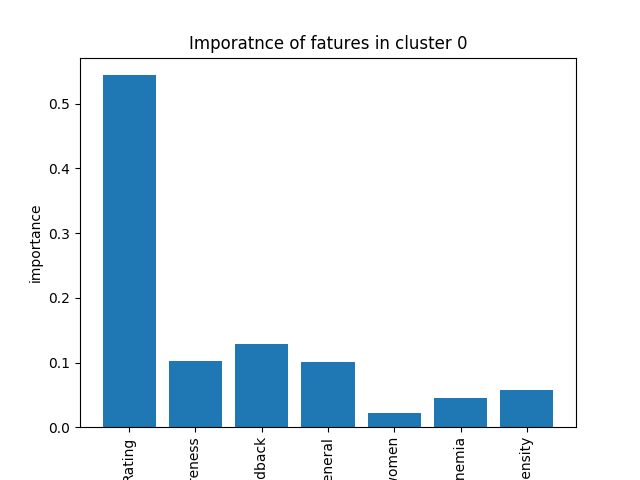 Imporatnce of fatures in cluster 0
importance
0.5
0.4
0.3
0.2
0.1
0.0
Rating
reness
dback
eneral
women
nemia
ensity